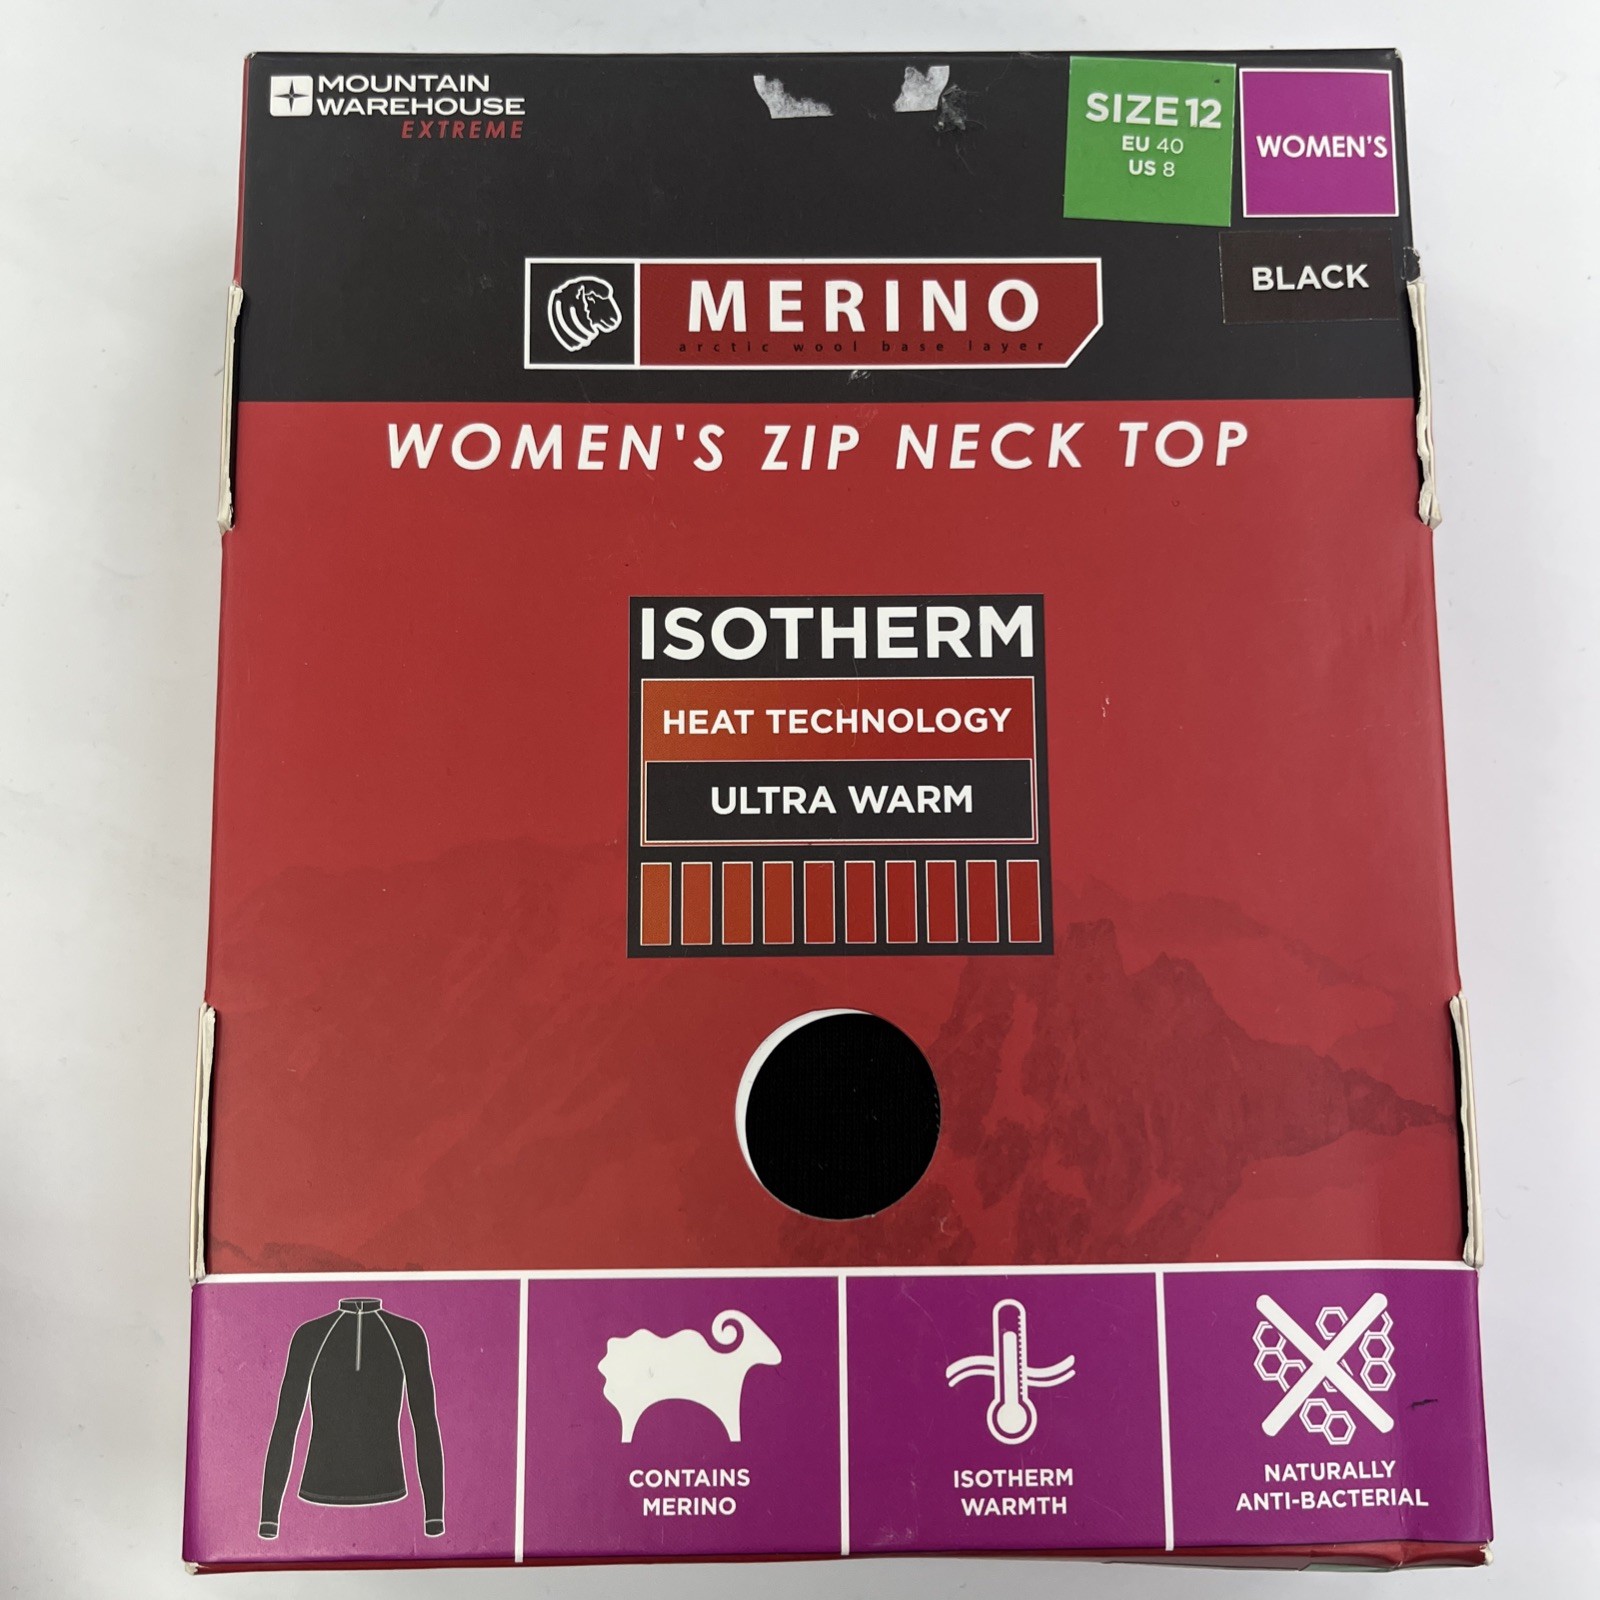 MOUNTAIN
WAREHOUSE
EXTREME
SIZE 12
EU 40
US 8
WOMEN'S
BLACK
MERINO
arctic wool base layer
WOMEN'S ZIP NECK TOP
ISOTHERM
HEAT TECHNOLOGY
ULTRA WARM
CONTAINS
MERINO
ISOTHERM
WARMTH
NATURALLY
ANTI-BACTERIAL